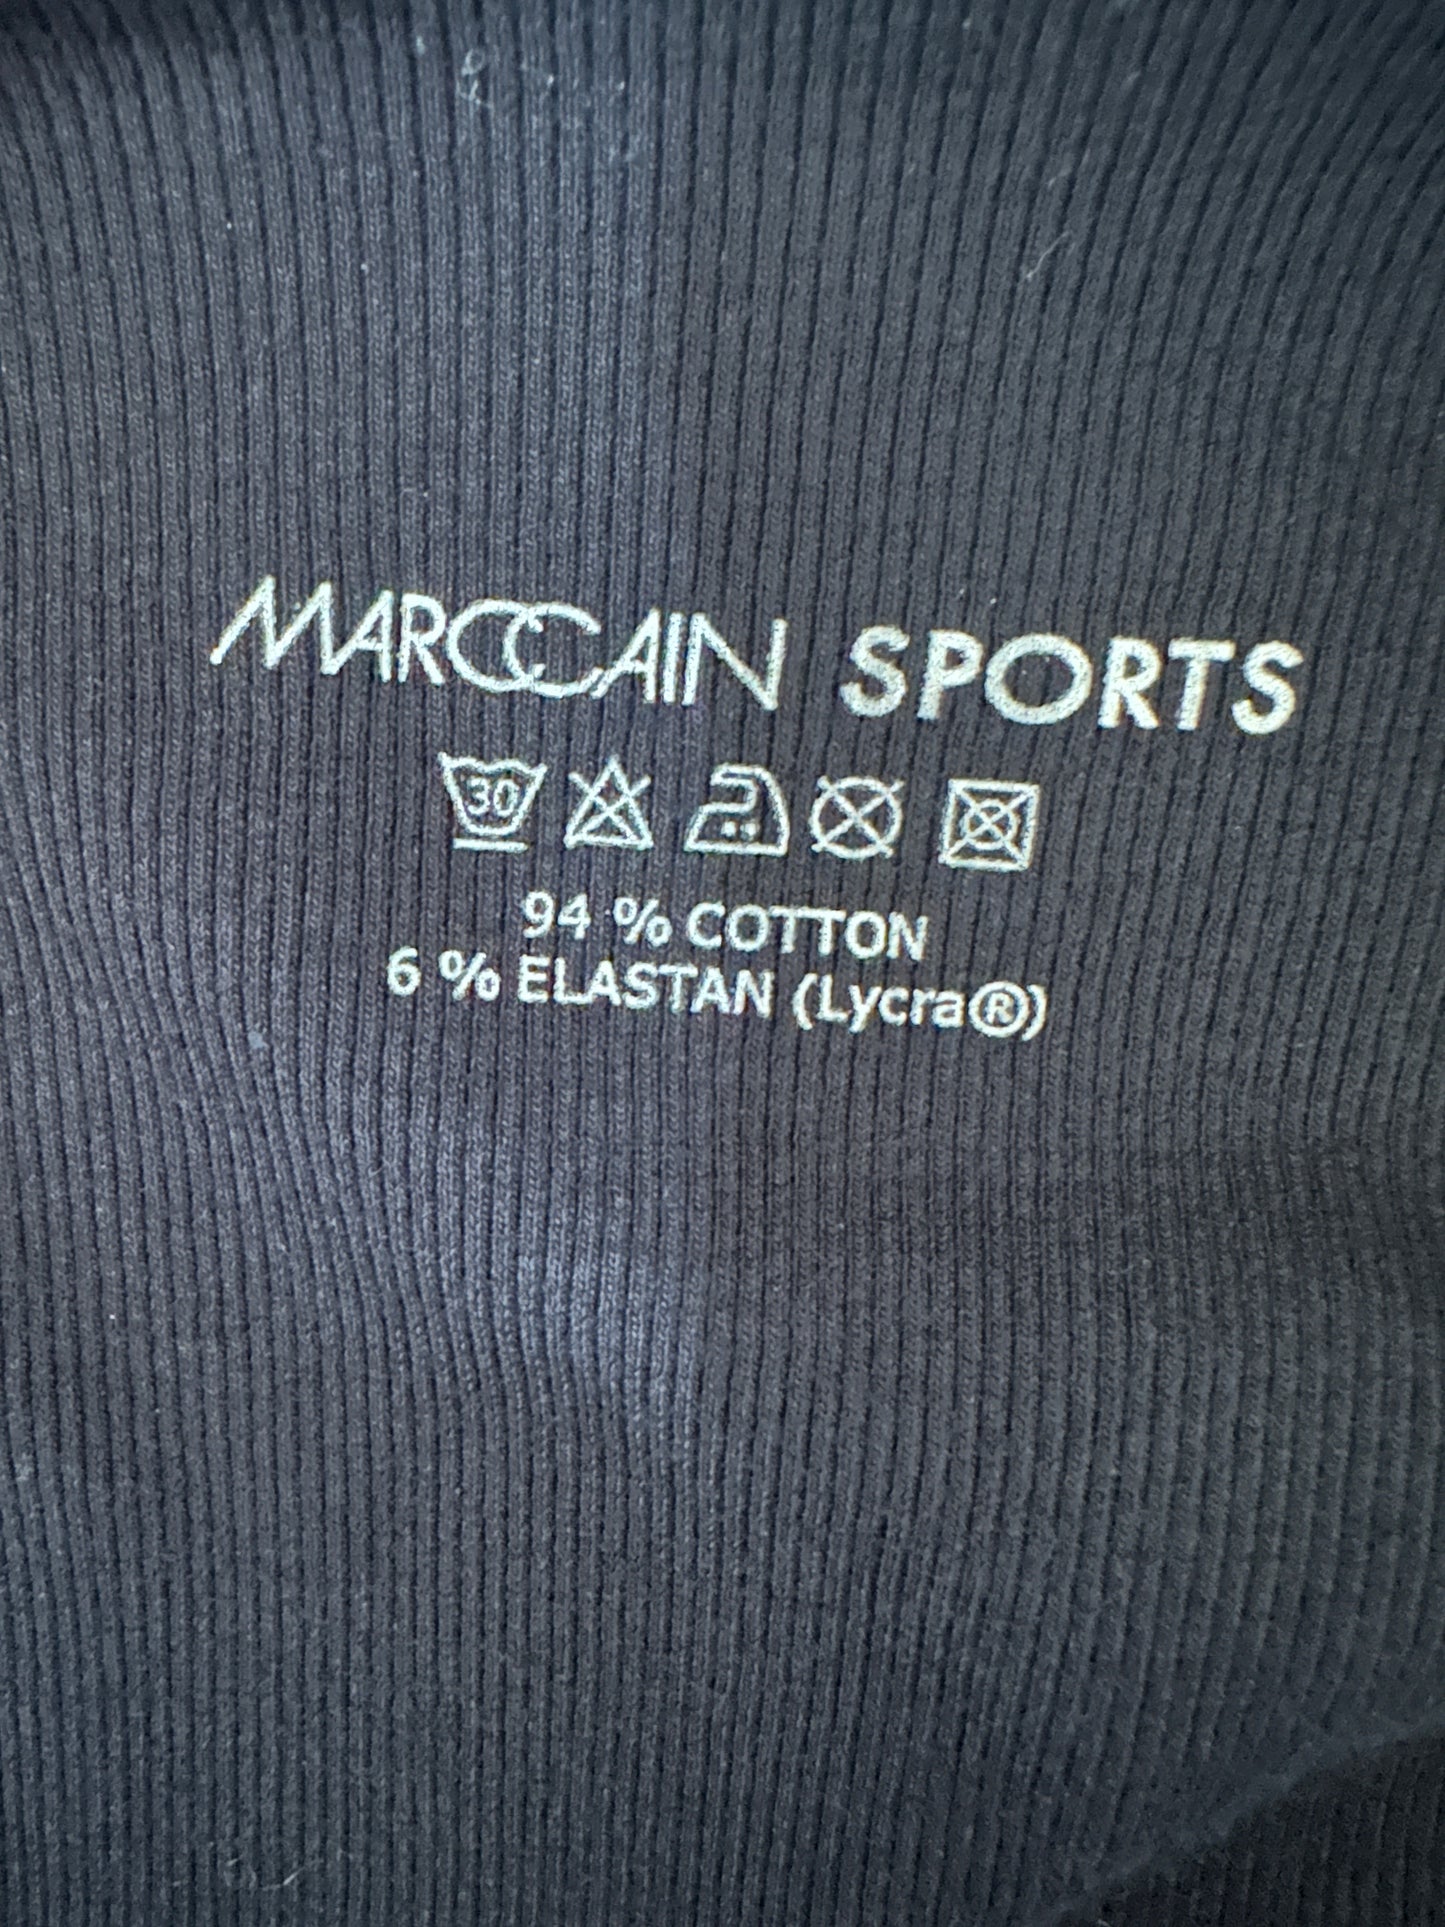 MARCCAIN SPORTS
30
94 % COTTON
6 % ELASTAN (Lycra®)